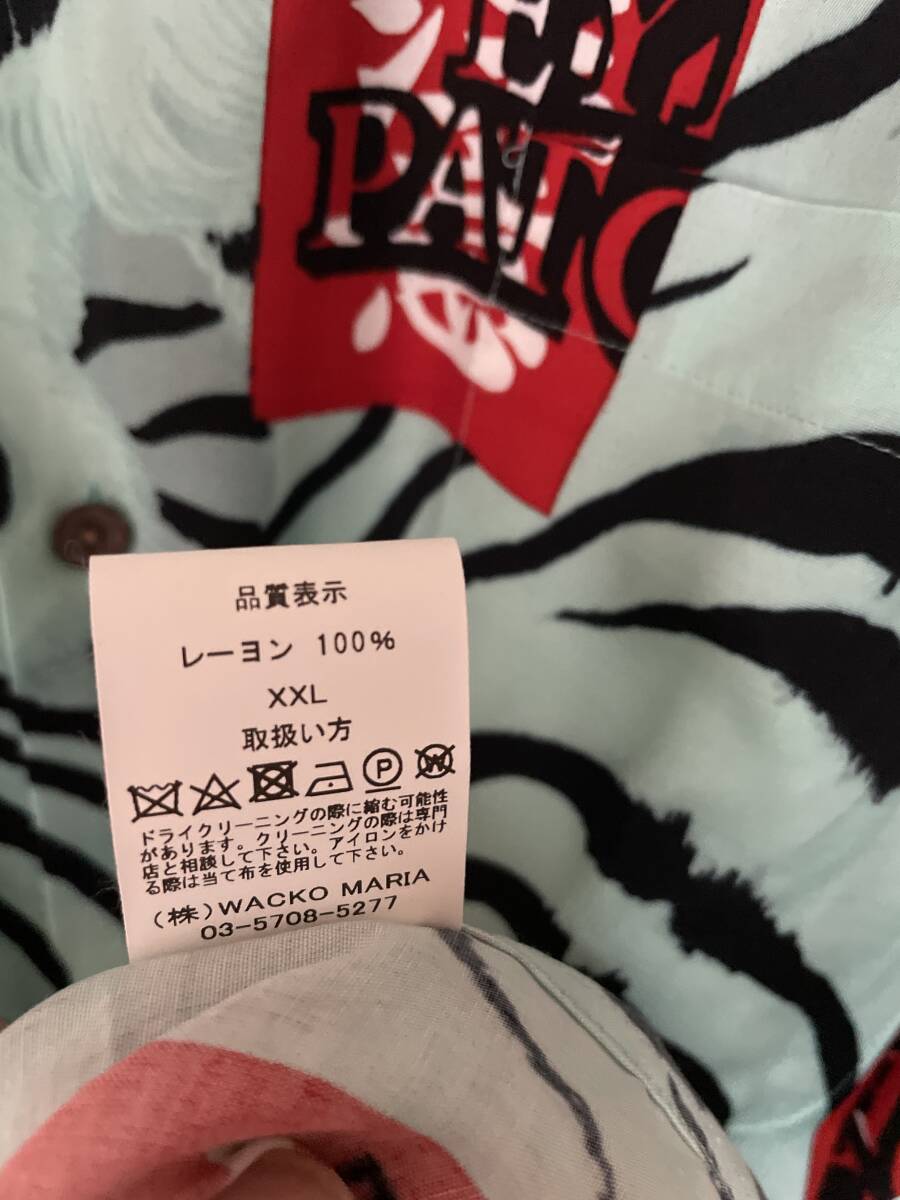 PATO
品質表示
レーヨン 100%
XXL
取扱い方
P
W
ドライクリーニングの際に縮む可能性
があります。クリーニングの際は専門
店と相談して下さい。アイロンをかけ
る際は当て布を使用して下さい。
(株)WACKO MARIA
03-5708-5277